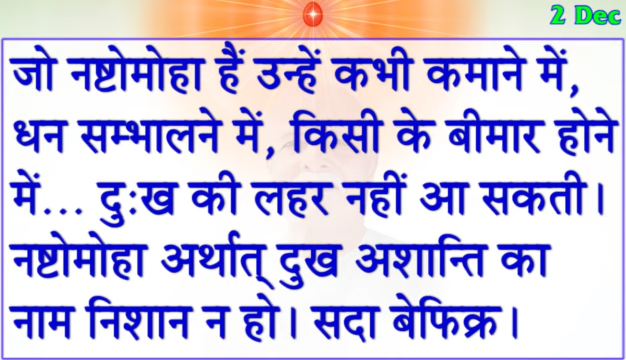 2 Dec
जो नष्टोमोहा हैं उन्हें कभी कमाने में,
धन सम्भालने में, किसी के बीमार होने
में... दुःख की लहर नहीं आ सकती।
नष्टोमोहा अर्थात् दुख अशान्ति का
नाम निशान न हो। सदा बेफिक्र।